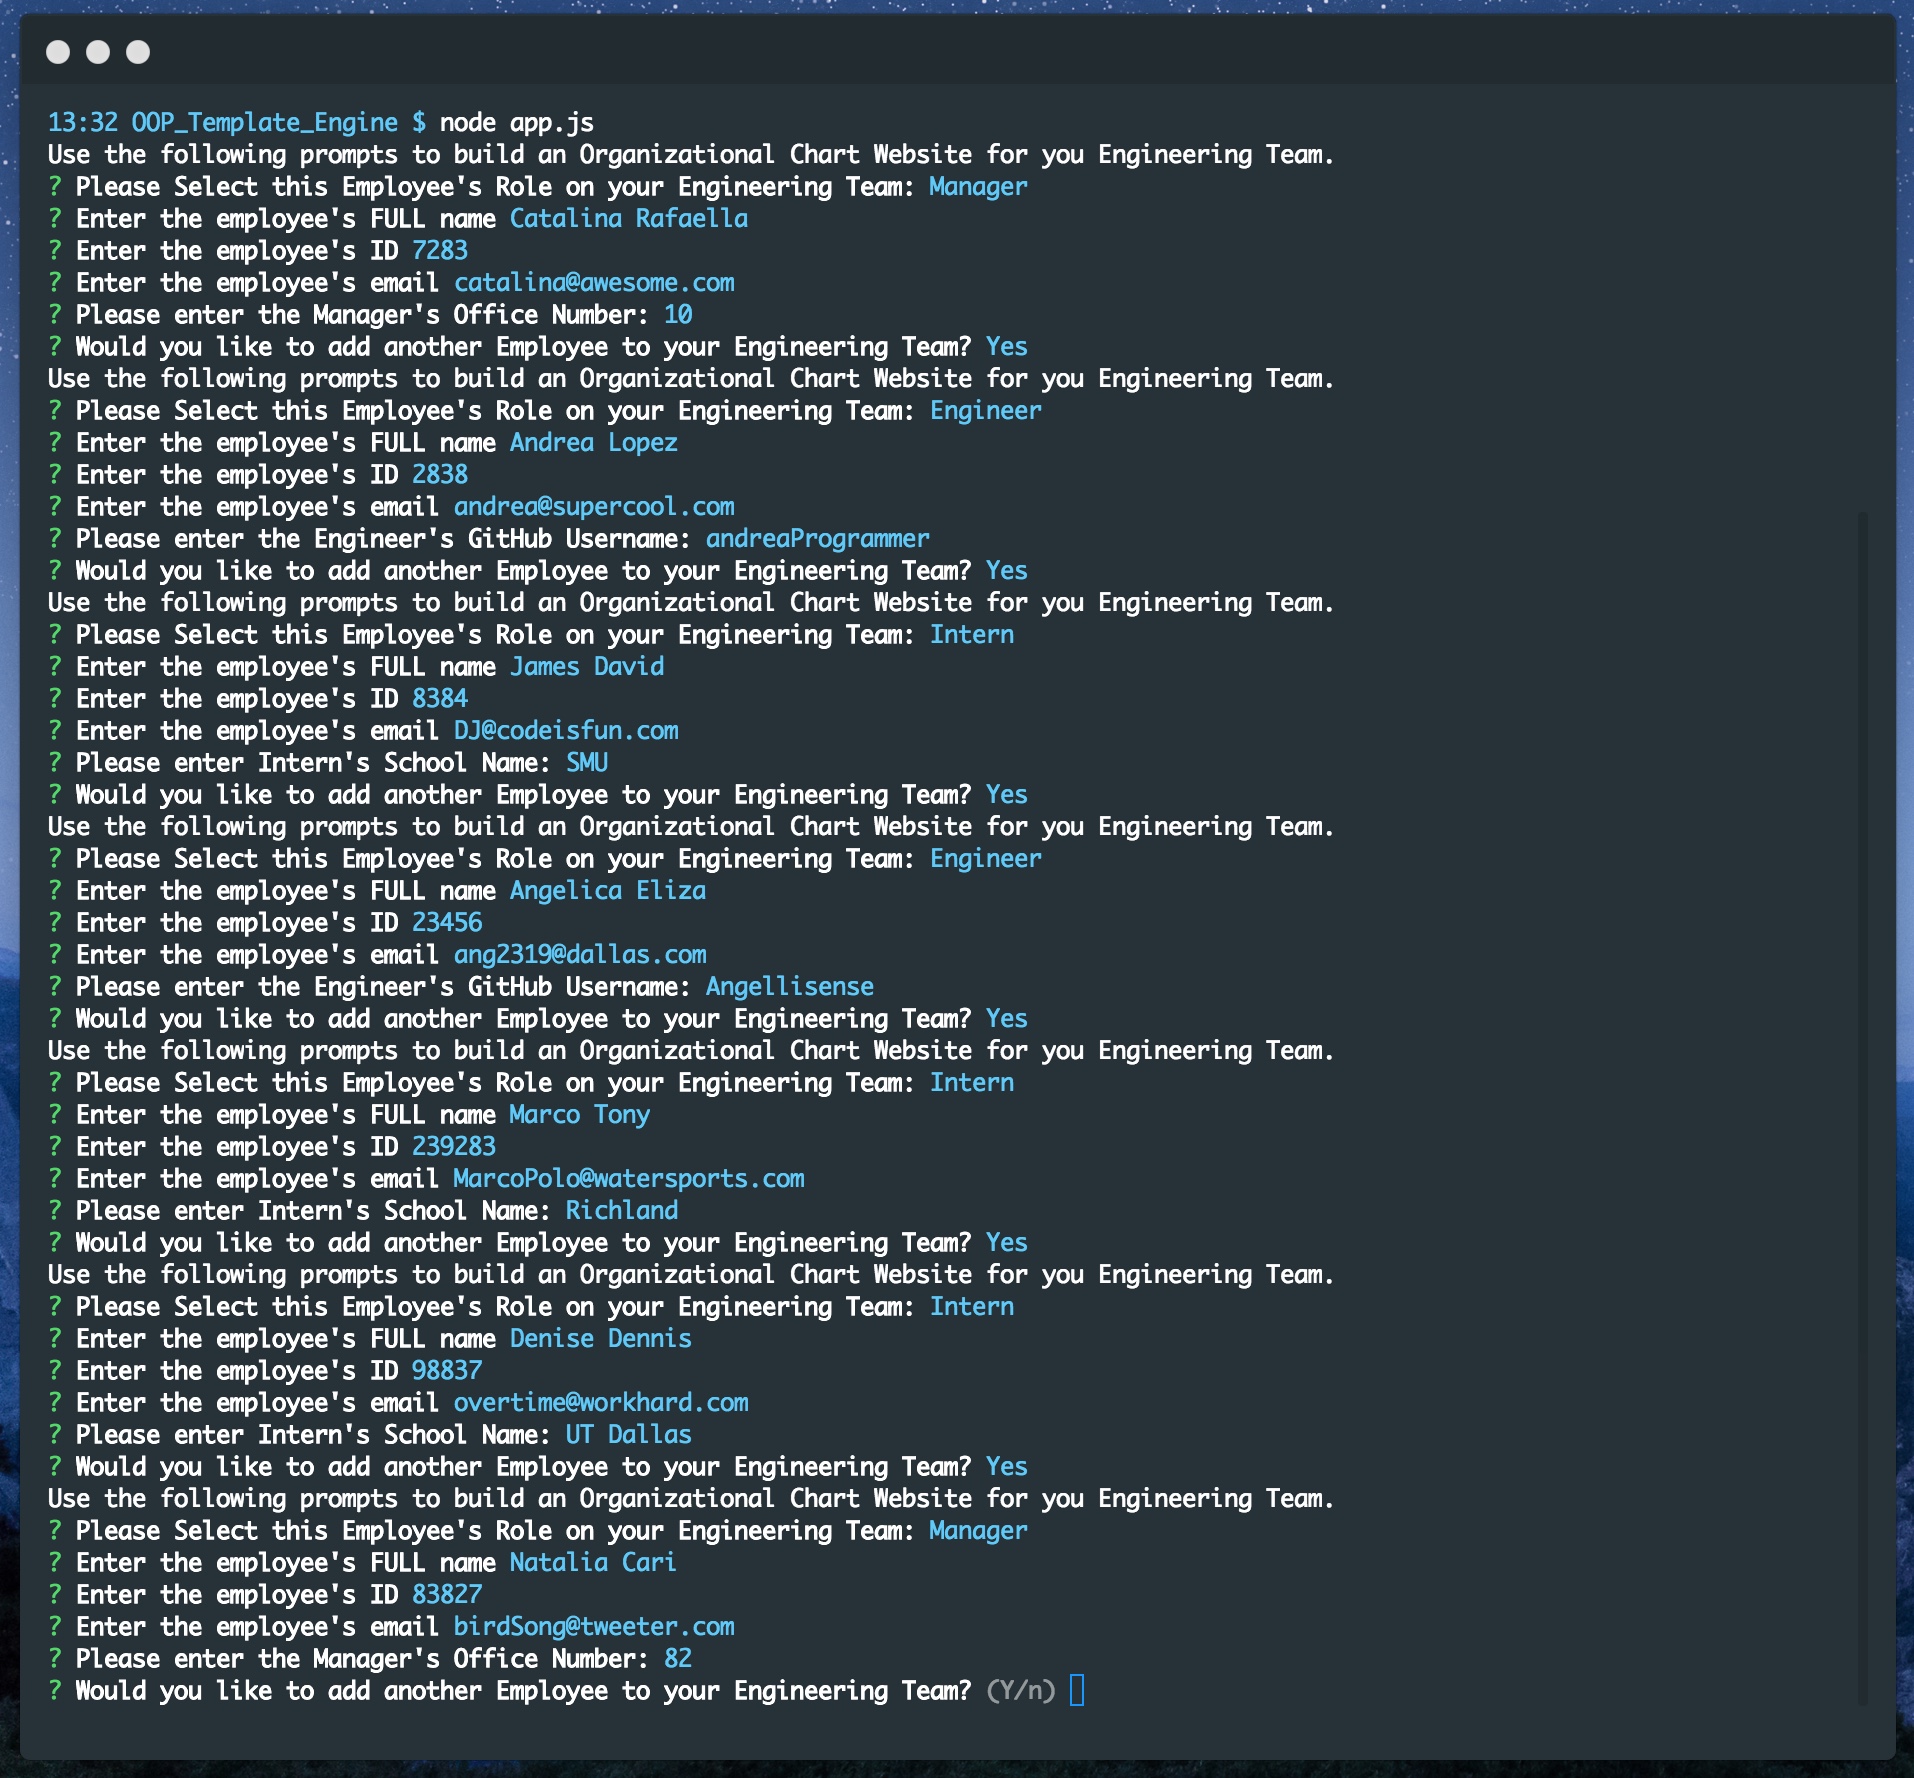 13:32 OOP_Template_Engine $ node app.js
Use the following prompts to build an Organizational Chart Website for you Engineering Team.
? Please Select this Employee's Role on your Engineering Team: Manager
? Enter the employee's FULL name Catalina Rafaella
? Enter the employee's ID 7283
? Enter the employee's email catalina@awesome.com
? Please enter the Manager's Office Number: 10
? Would you like to add another Employee to your Engineering Team? Yes
Use the following prompts to build an Organizational Chart Website for you Engineering Team.
? Please Select this Employee's Role on your Engineering Team: Engineer
? Enter the employee's FULL name Andrea Lopez
? Enter the employee's ID 2838
? Enter the employee's email andrea@supercool.com
? Please enter the Engineer's GitHub Username: andreaProgrammer
? Would you like to add another Employee to your Engineering Team? Yes
Use the following prompts to build an Organizational Chart Website for you Engineering Team.
? Please Select this Employee's Role on your Engineering Team: Intern
? Enter the employee's FULL name James David
? Enter the employee's ID 8384
? Enter the employee's email DJ@codeisfun.com
? Please enter Intern's School Name: SMU
? Would you like to add another Employee to your Engineering Team? Yes
Use the following prompts to build an Organizational Chart Website for you Engineering Team.
? Please Select this Employee's Role on your Engineering Team: Engineer
? Enter the employee's FULL name Angelica Eliza
? Enter the employee's ID 23456
? Enter the employee's email ang2319@dallas.com
? Please enter the Engineer's GitHub Username: Angellisense
? Would you like to add another Employee to your Engineering Team? Yes
Use the following prompts to build an Organizational Chart Website for you Engineering Team.
? Please Select this Employee's Role on your Engineering Team: Intern
? Enter the employee's FULL name Marco Tony
? Enter the employee's ID 239283
? Enter the employee's email MarcoPolo@watersports.com
? Please enter Intern's School Name: Richland
? Would you like to add another Employee to your Engineering Team? Yes
Use the following prompts to build an Organizational Chart Website for you Engineering Team.
? Please Select this Employee's Role on your Engineering Team: Intern
? Enter the employee's FULL name Denise Dennis
? Enter the employee's ID 98837
? Enter the employee's email overtime@workhard.com
? Please enter Intern's School Name: UT Dallas
? Would you like to add another Employee to your Engineering Team? Yes
Use the following prompts to build an Organizational Chart Website for you Engineering Team.
? Please Select this Employee's Role on your Engineering Team: Manager
? Enter the employee's FULL name Natalia Cari
? Enter the employee's ID 83827
? Enter the employee's email birdSong@tweeter.com
? Please enter the Manager's Office Number: 82
? Would you like to add another Employee to your Engineering Team? (Y/n)